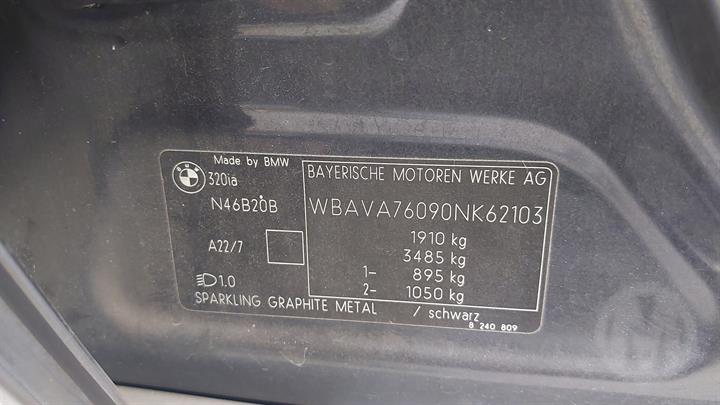 Made by BMW
BMW
320ia
N46B20B
A22/7
1.0
SPARKLING GRAPHITE METAL / schwarz
BAYERISCHE MOTOREN WERKE AG
WBAVA76090NK62103
1910 kg
3485 kg
1- 895 kg
2- 1050 kg
8 240 809